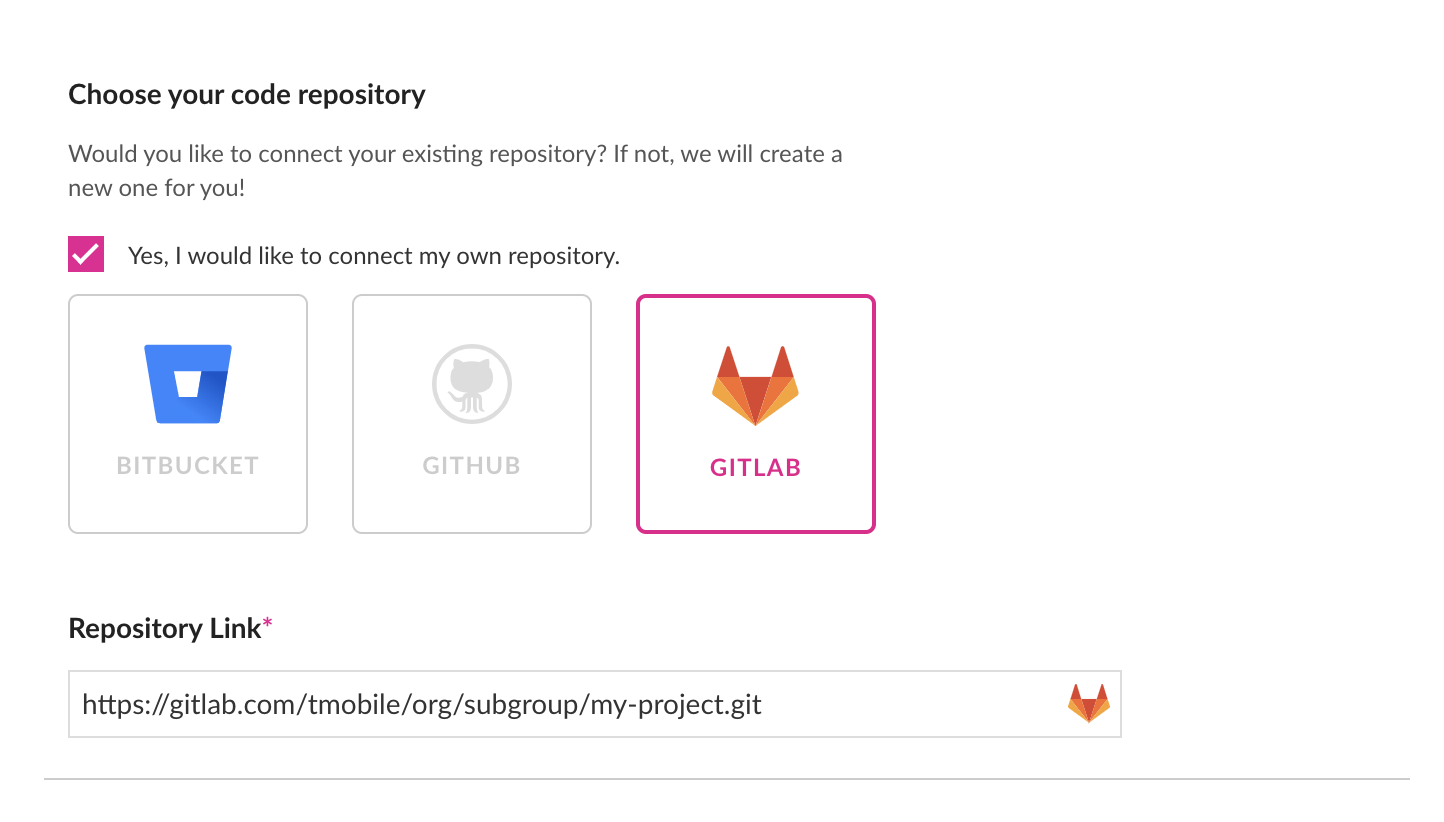 Choose your code repository
Would you like to connect your existing repository? If not, we will create a
new one for you!
Yes, I would like to connect my own repository.
BITBUCKET
GITHUB
GITLAB
Repository Link*
https://gitlab.com/tmobile/org/subgroup/my-project.git